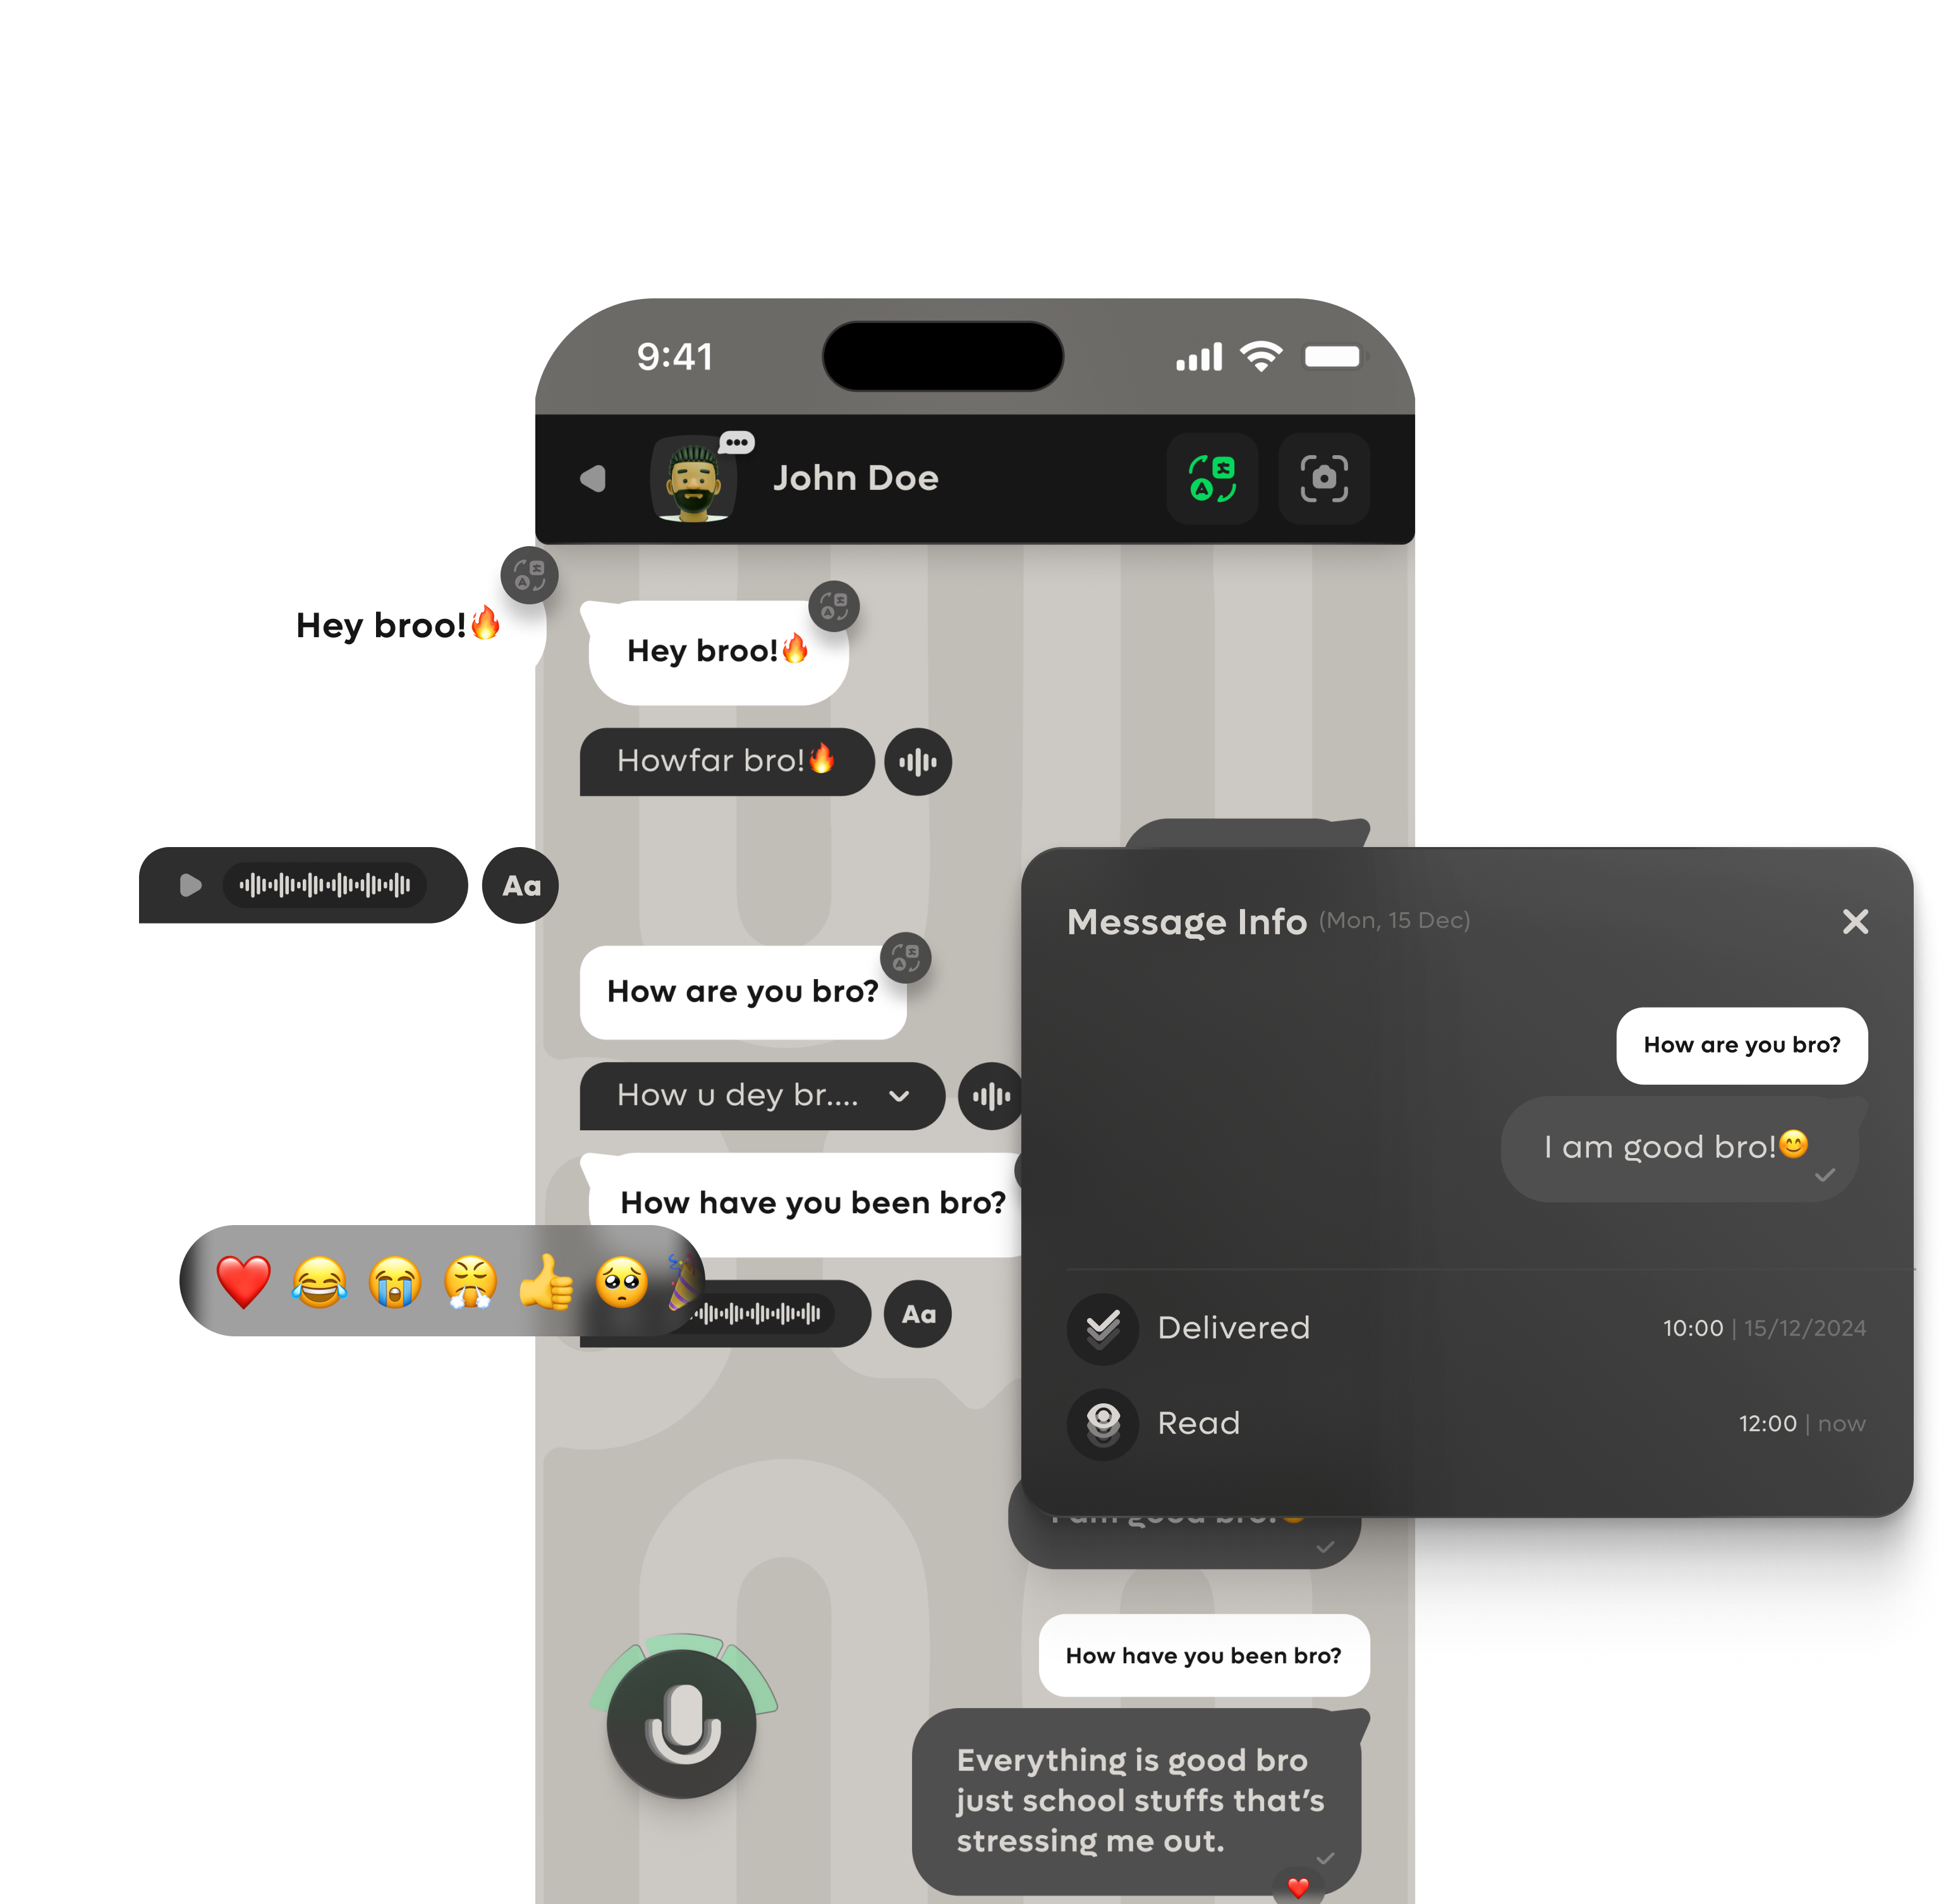 9:41
John Doe
Hey broo!🔥
Hey broo!🔥
Howfar bro!🔥
Aa
How are you bro?
How u dey br....
How have you been bro?
Aa
Message Info (Mon, 15 Dec)
How are you bro?
I am good bro!😊
Delivered 10:00 | 15/12/2024
Read 12:00 | now
I am good bro!😊
How have you been bro?
Everything is good bro
just school stuffs that’s
stressing me out.